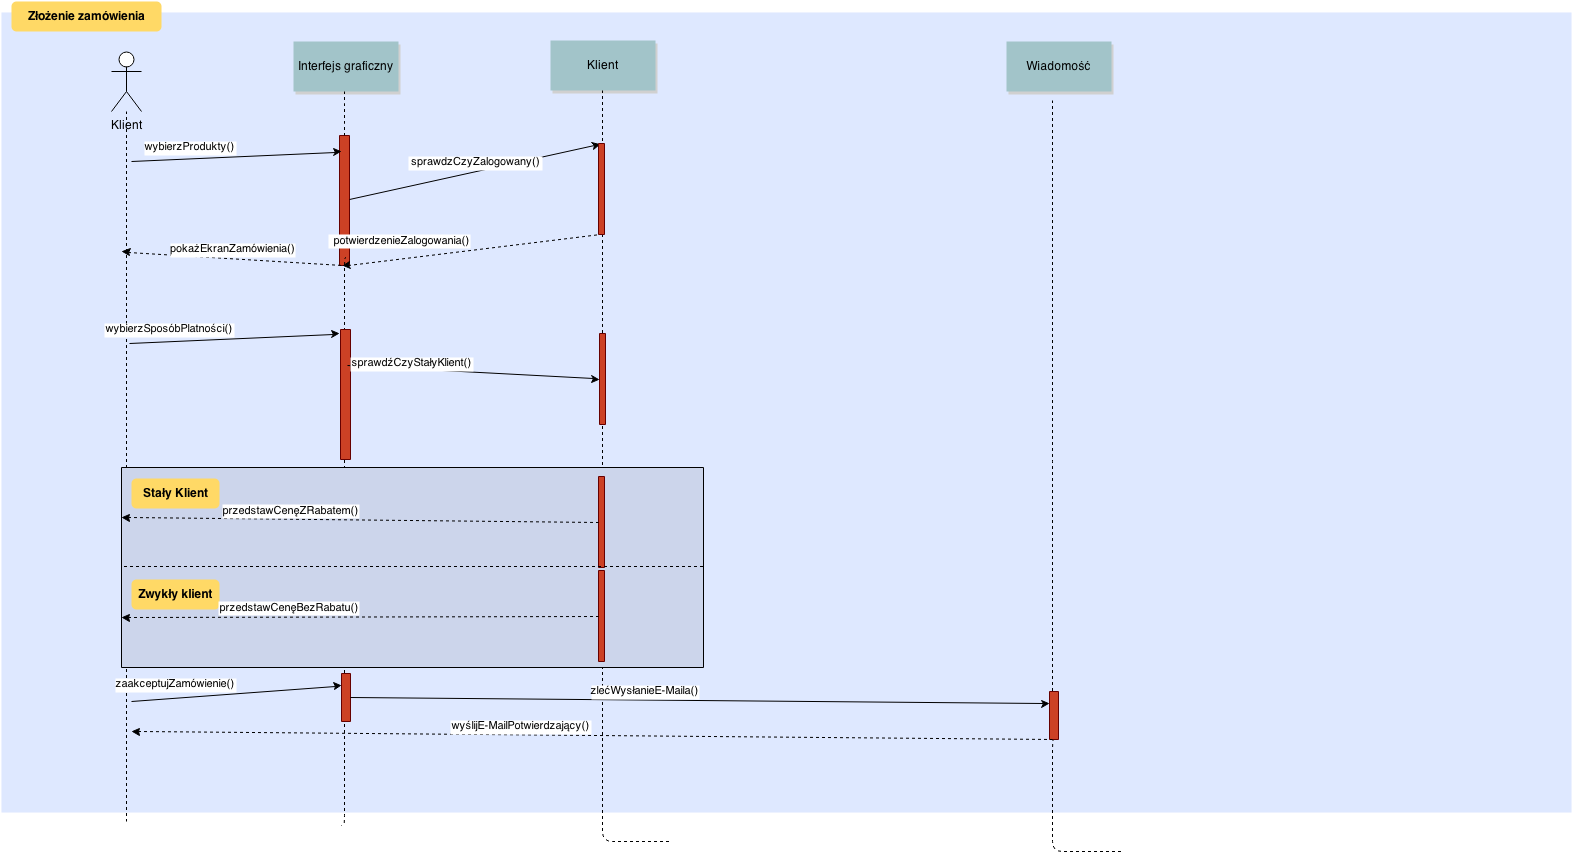 Złożenie zamówienia
Interfejs graficzny
Klient
Wiadomość
Klient
wybierzProdukty()
sprawdzCzyZalogowany()
potwierdzenieZalogowania()
pokażEkranZamówienia()
wybierzSposóbPłatności()
sprawdźCzyStałyKlient()
Stały Klient
przedstawCenęZRabatem()
Zwykły klient
przedstawCenęBezRabatu()
zaakceptujZamówienie()
zlećWysłanieE-Maila()
wyślijE-MailPotwierdzający()